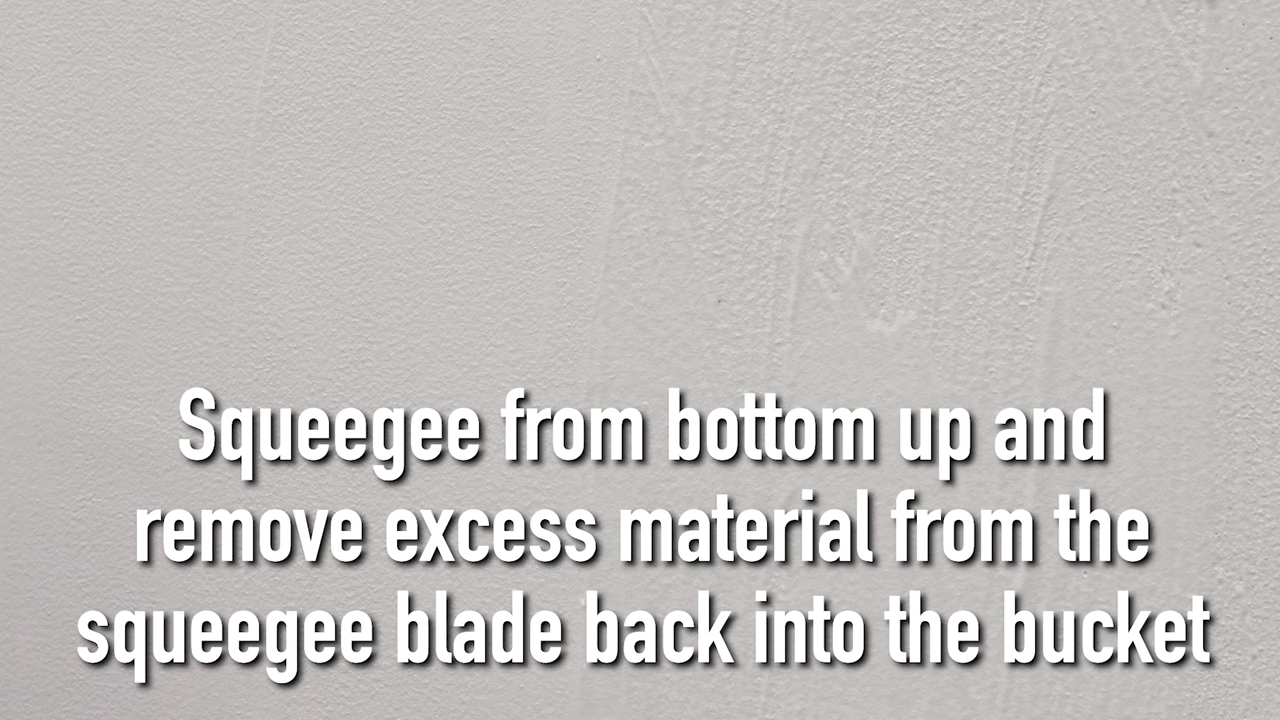 Squeegee from bottom up and
remove excess material from the
squeegee blade back into the bucket